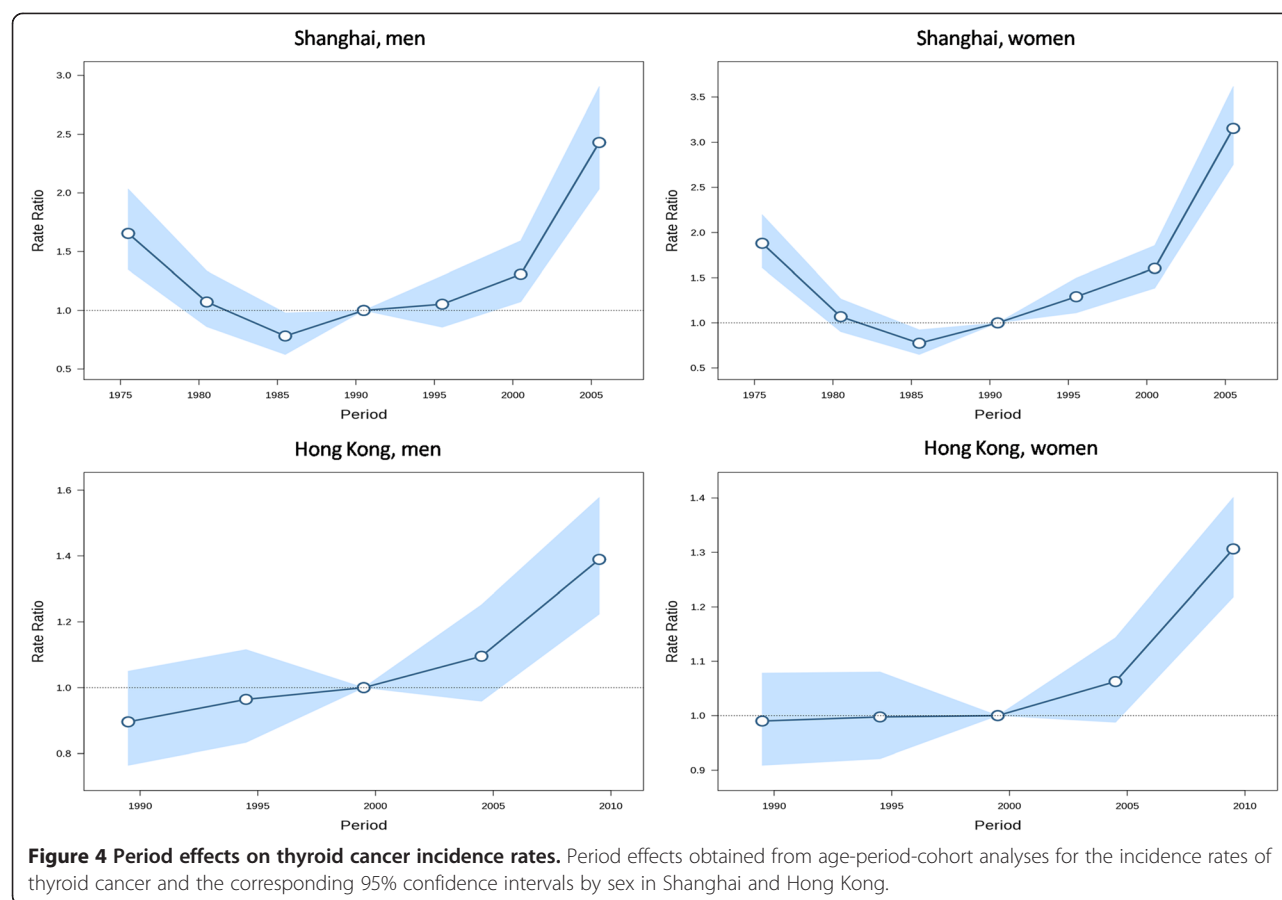 Shanghai, men
3.0
2.5
2.0
1.5
1.0
0.5
Rate Ratio
1975 1980 1985 1990 1995 2000 2005
Period
Shanghai, women
3.5
3.0
2.5
2.0
1.5
1.0
0.5
Rate Ratio
1975 1980 1985 1990 1995 2000 2005
Period
Hong Kong, men
1.6
1.4
1.2
1.0
0.8
Rate Ratio
1990 1995 2000 2005 2010
Period
Hong Kong, women
1.4
1.3
1.2
1.1
1.0
0.9
Rate Ratio
1990 1995 2000 2005 2010
Period
Figure 4 Period effects on thyroid cancer incidence rates. Period effects obtained from age-period-cohort analyses for the incidence rates of
thyroid cancer and the corresponding 95% confidence intervals by sex in Shanghai and Hong Kong.